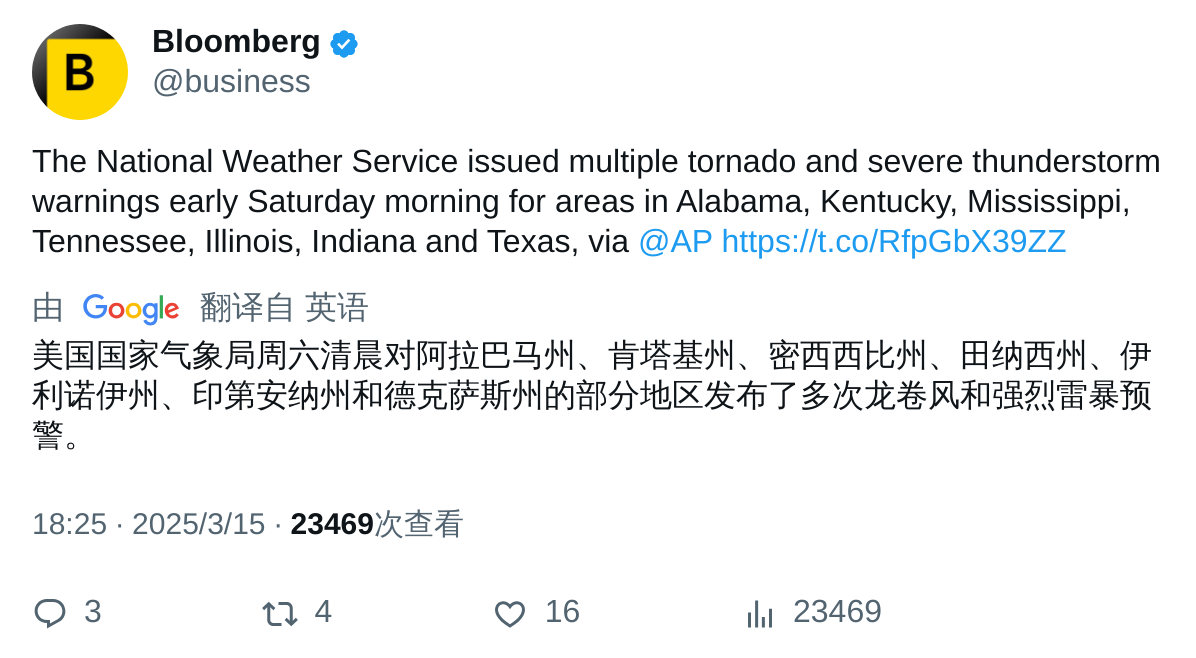 B
Bloomberg
@business
The National Weather Service issued multiple tornado and severe thunderstorm
warnings early Saturday morning for areas in Alabama, Kentucky, Mississippi,
Tennessee, Illinois, Indiana and Texas, via @AP https://t.co/RfpGbX39ZZ
由 Google 翻译自 英语
美国国家气象局周六清晨对阿拉巴马州、肯塔基州、密西西比州、田纳西州、伊
利诺伊州、印第安纳州和德克萨斯州的部分地区发布了多次龙卷风和强烈雷暴预
警。
18:25 · 2025/3/15 · 23469次查看
3 4 16 23469